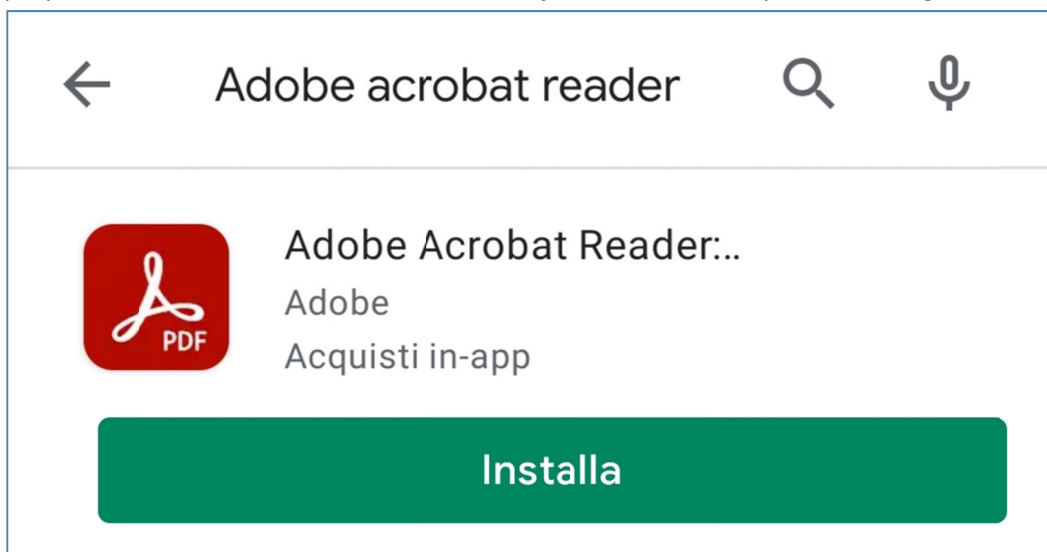 Adobe acrobat reader
Adobe Acrobat Reader:..
Adobe
PDF
Acquisti in-app
Installa